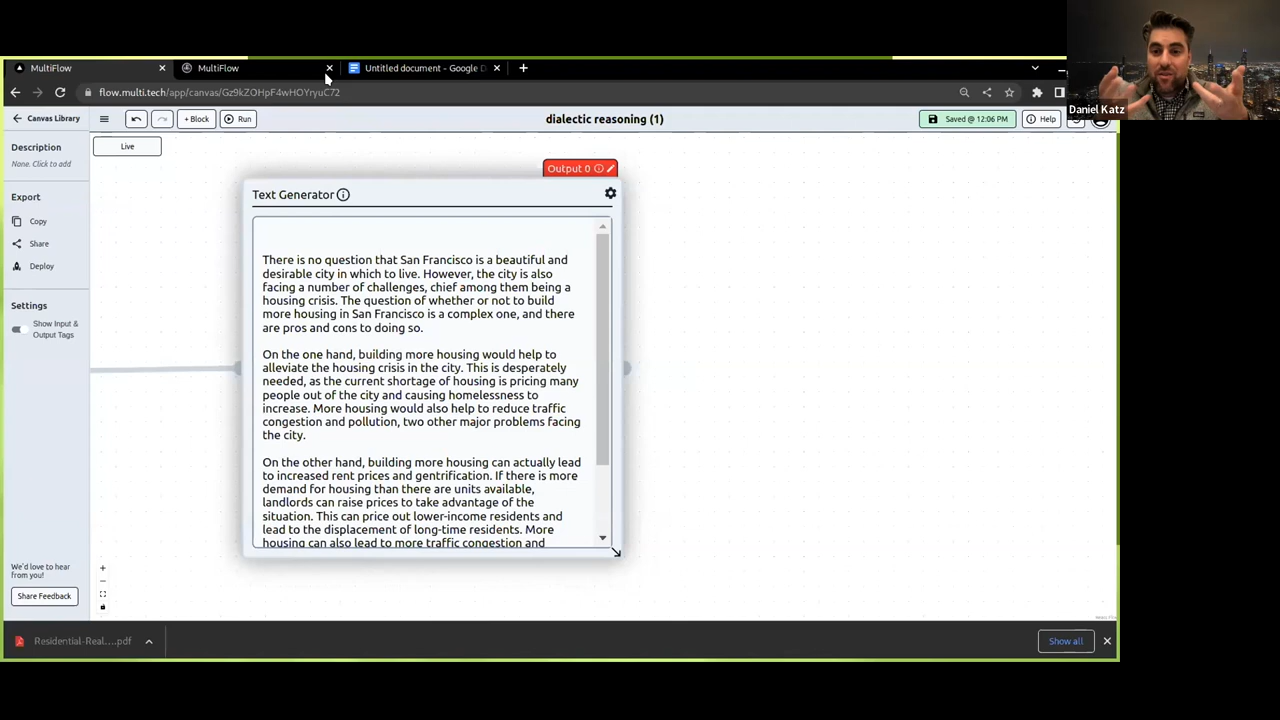 MultiFlow
MultiFlow
Untitled document - Google D
Daniel Katz
flow.multi.tech/app/canvas/Gz9kZOHpF4wHOYryuC72
Canvas Library
+ Block
Run
dialectic reasoning (1)
Saved @ 12:06 PM
Help
Description
None. Click to add
Live
Export
Copy
Share
Deploy
Settings
Show Input &
Output Tags
Output 0
Text Generator
There is no question that San Francisco is a beautiful and
desirable city in which to live. However, the city is also
facing a number of challenges, chief among them being a
housing crisis. The question of whether or not to build
more housing in San Francisco is a complex one, and there
are pros and cons to doing so.
On the one hand, building more housing would help to
alleviate the housing crisis in the city. This is desperately
needed, as the current shortage of housing is pricing many
people out of the city and causing homelessness to
increase. More housing would also help to reduce traffic
congestion and pollution, two other major problems facing
the city.
On the other hand, building more housing can actually lead
to increased rent prices and gentrification. If there is more
demand for housing than there are units available,
landlords can raise prices to take advantage of the
situation. This can price out lower-income residents and
lead to the displacement of long-time residents. More
housing can also lead to more traffic congestion and
We'd love to hear
from you!
Share Feedback
Residential-Real....pdf
Show all